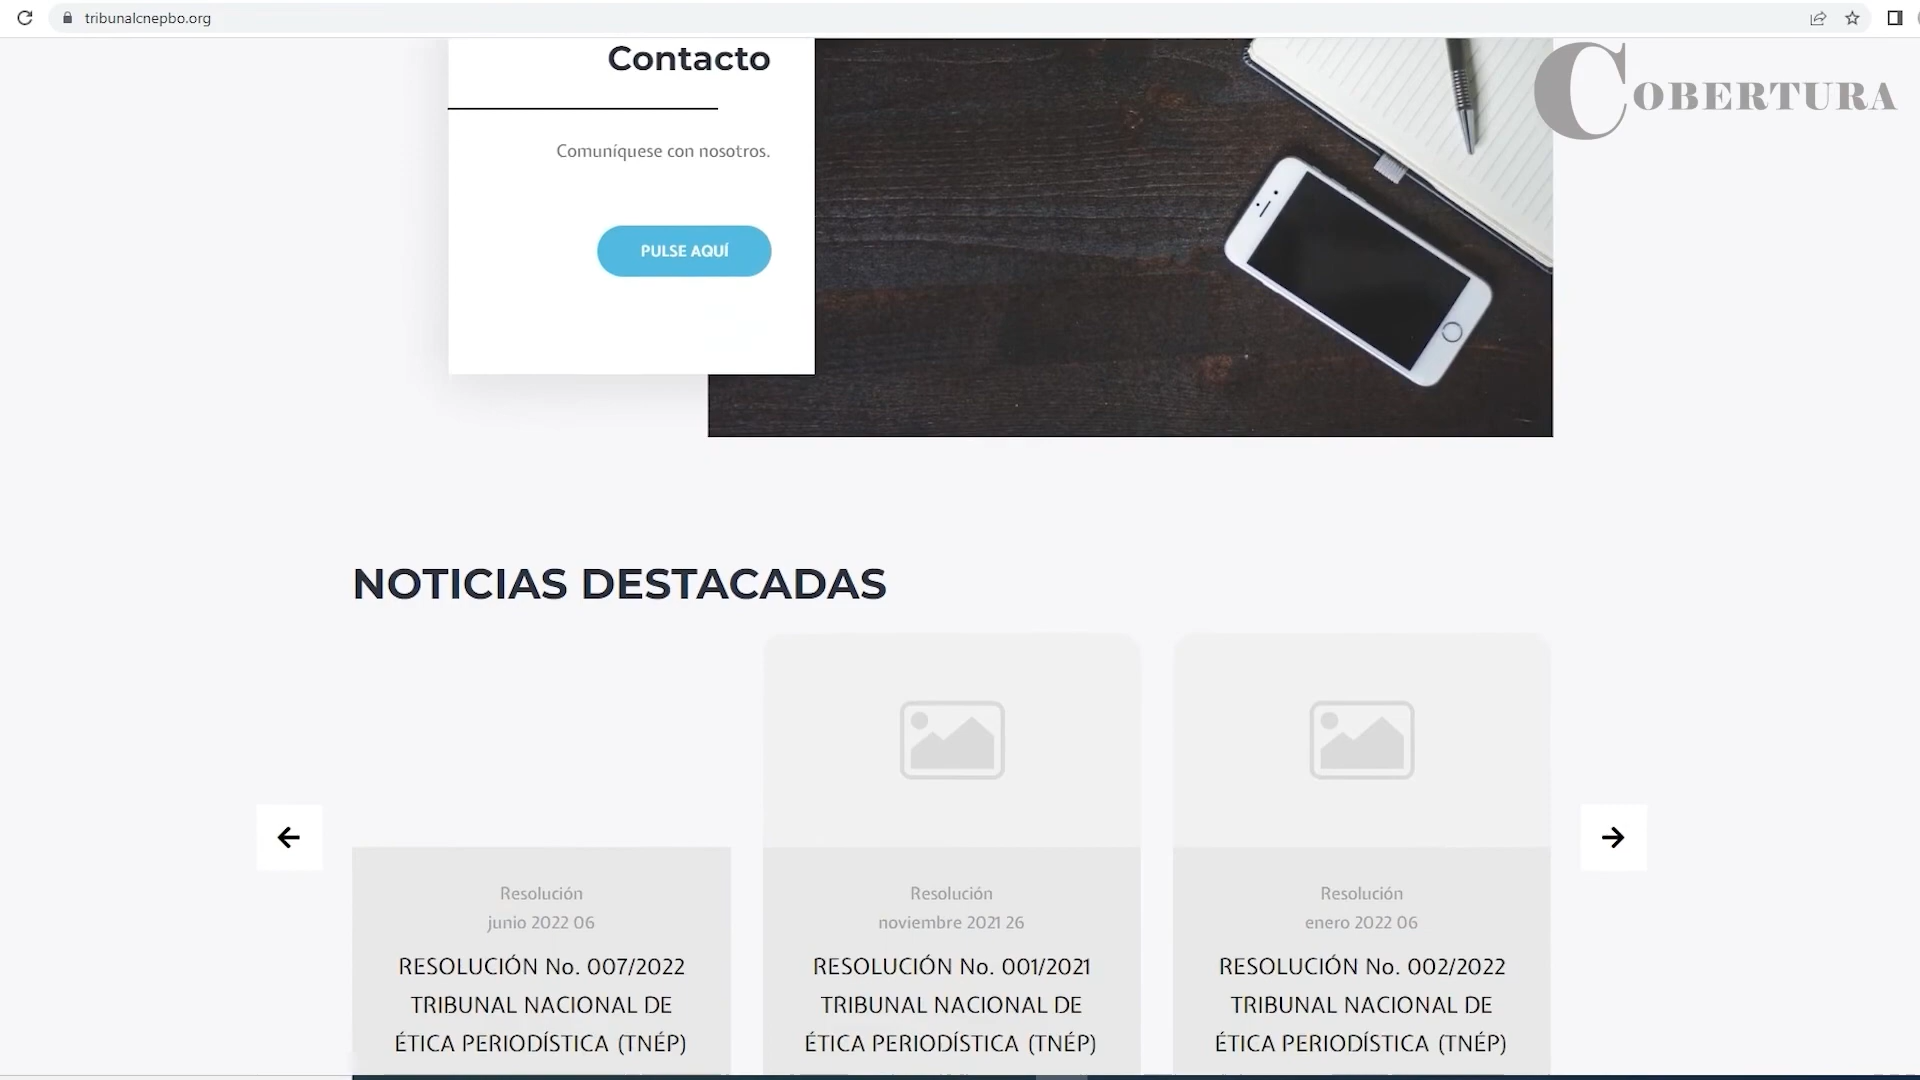 tribunalcnepbo.org
COBERTURA
Contacto
Comuníquese con nosotros.
PULSE AQUÍ
NOTICIAS DESTACADAS
Resolución
junio 2022 06
RESOLUCIÓN No. 007/2022
TRIBUNAL NACIONAL DE
ÉTICA PERIODÍSTICA (TNÉP)
Resolución
noviembre 2021 26
RESOLUCIÓN No. 001/2021
TRIBUNAL NACIONAL DE
ÉTICA PERIODÍSTICA (TNÉP)
Resolución
enero 2022 06
RESOLUCIÓN No. 002/2022
TRIBUNAL NACIONAL DE
ÉTICA PERIODÍSTICA (TNÉP)